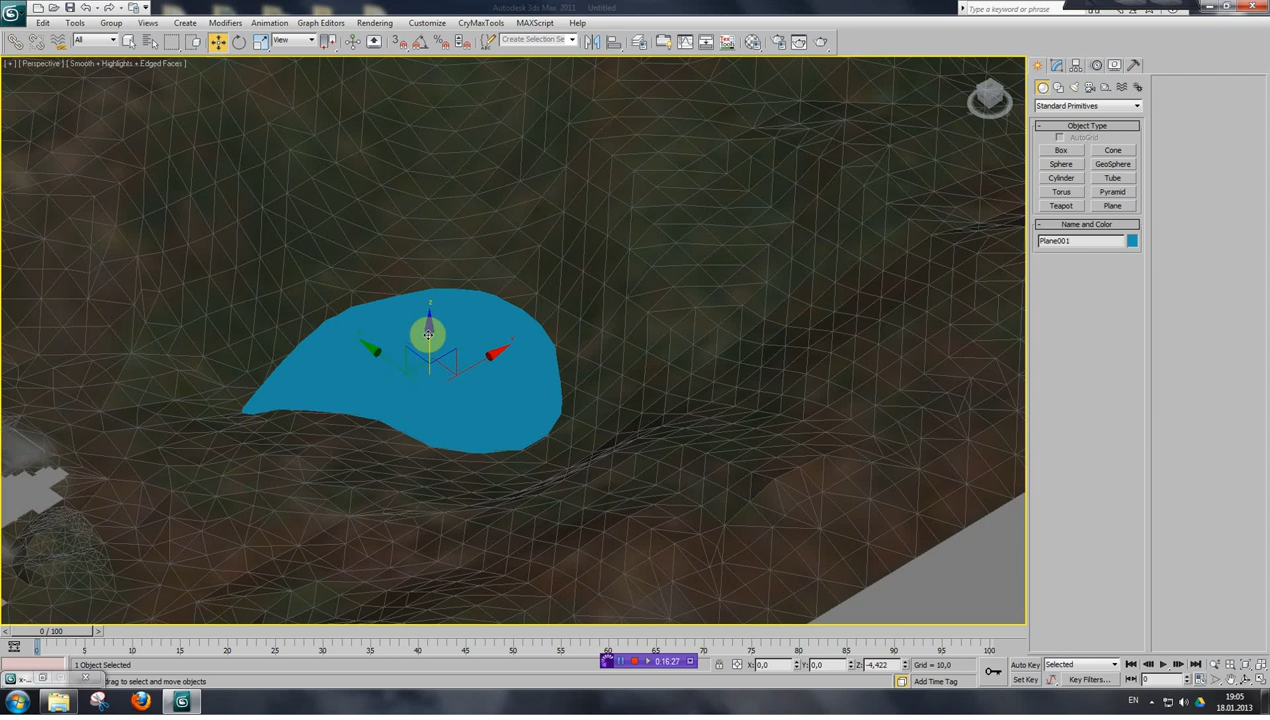 Autodesk 3ds Max 2011 Untitled
Type a keyword or phrase
Edit Tools Group Views Create Modifiers Animation Graph Editors Rendering Customize CryMaxTools MAXScript Help
All View Create Selection Se
[ + ] [ Perspective ] [ Smooth + Highlights + Edged Faces ]
Standard Primitives
- Object Type
AutoGrid
Box Cone
Sphere GeoSphere
Cylinder Tube
Torus Pyramid
Teapot Plane
- Name and Color
Plane001
z
x
< 0 / 100 >
0 5 10 15 20 25 30 35 40 45 50 55 60 65 70 75 80 85 90 95 100
1 Object Selected 0:16:27 X: 0,0 Y: 0,0 Z: -4,422 Grid = 10,0 Auto Key Selected
drag to select and move objects Add Time Tag Set Key Key Filters... 0
EN 19:05
18.01.2013